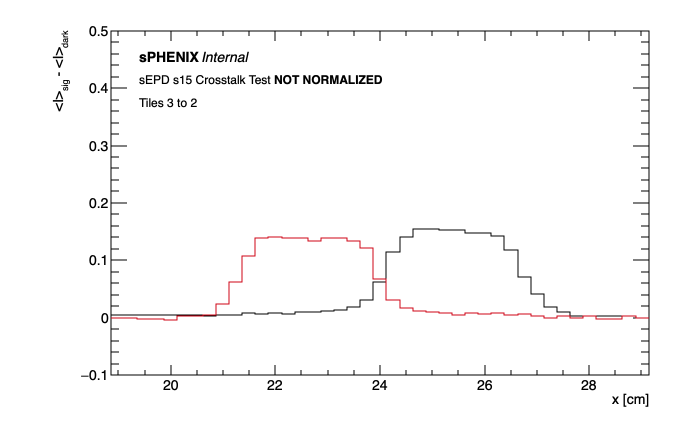 <I>sig - <I>dark
0.5
sPHENIX Internal
sEPD s15 Crosstalk Test NOT NORMALIZED
Tiles 3 to 2
0.4
0.3
0.2
0.1
0
−0.1
20 22 24 26 28
x [cm]